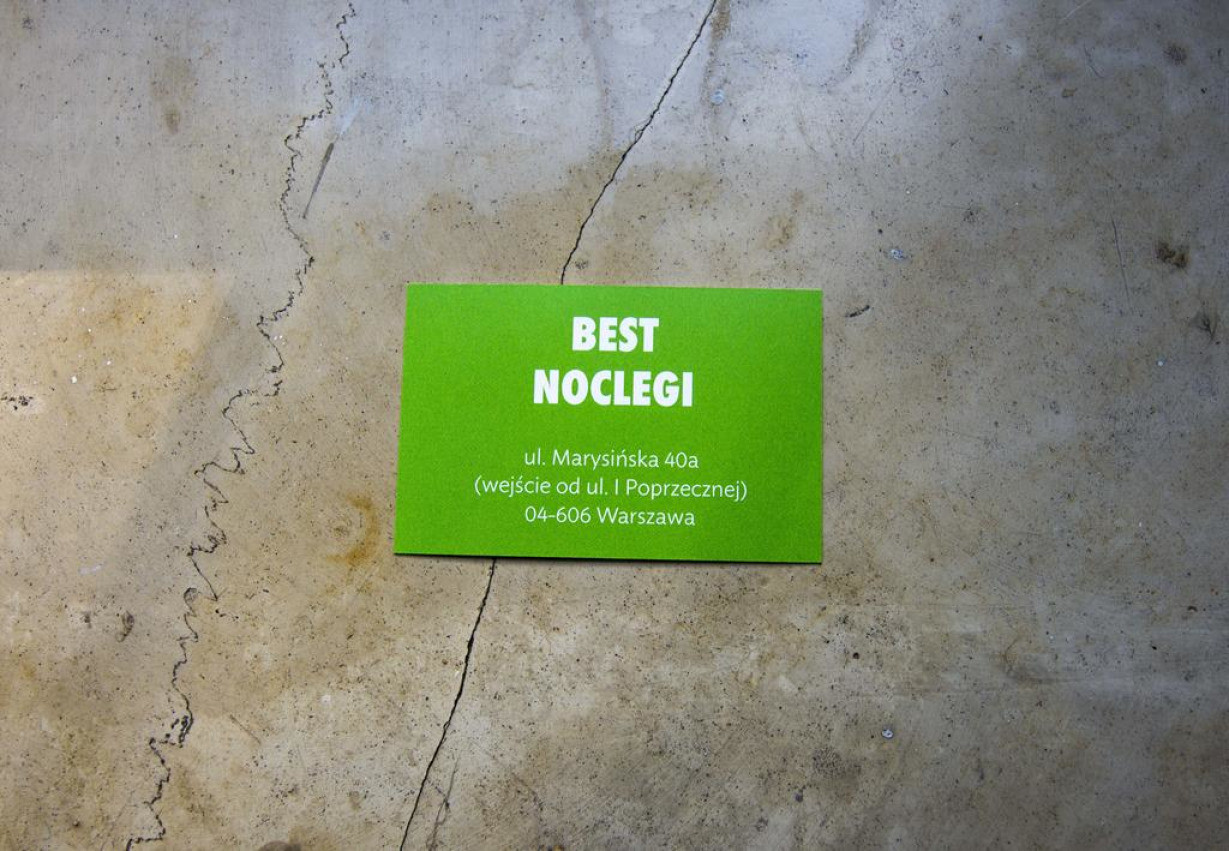 BEST
NOCLEGI
ul. Marysińska 40a
(wejście od ul. I Poprzecznej)
04-606 Warszawa